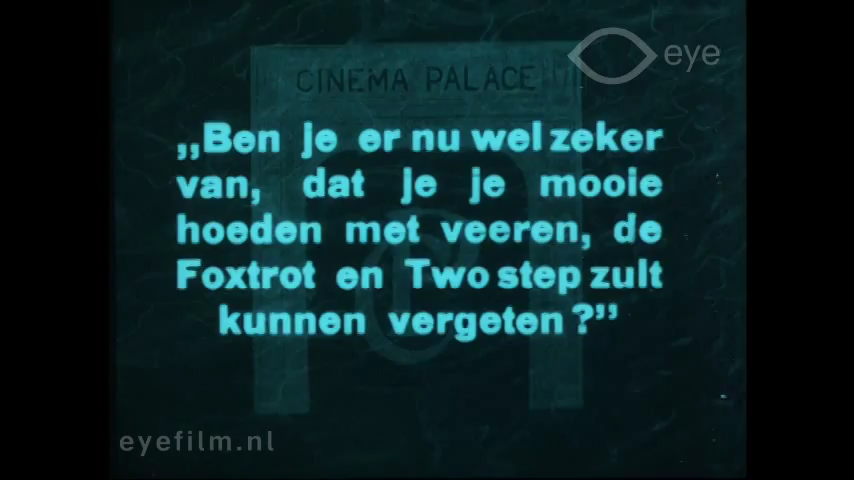 eye
CINEMA PALACE
„Ben je er nu wel zeker
van, dat je je mooie
hoeden met veeren, de
Foxtrot en Two step zult
kunnen vergeten?”
eyefilm.nl